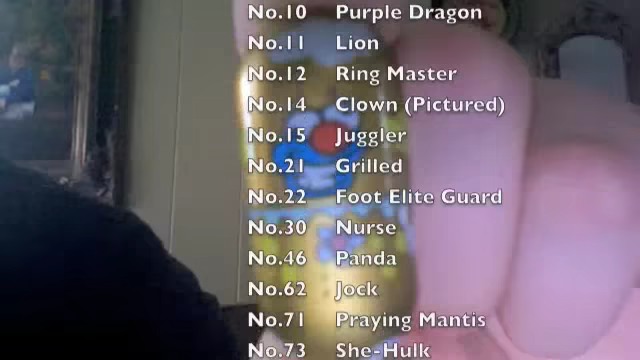 No.10 Purple Dragon
No.11 Lion
No.12 Ring Master
No.14 Clown (Pictured)
No.15 Juggler
No.21 Grilled
No.22 Foot Elite Guard
No.30 Nurse
No.46 Panda
No.62 Jock
No.71 Praying Mantis
No.73 She-Hulk